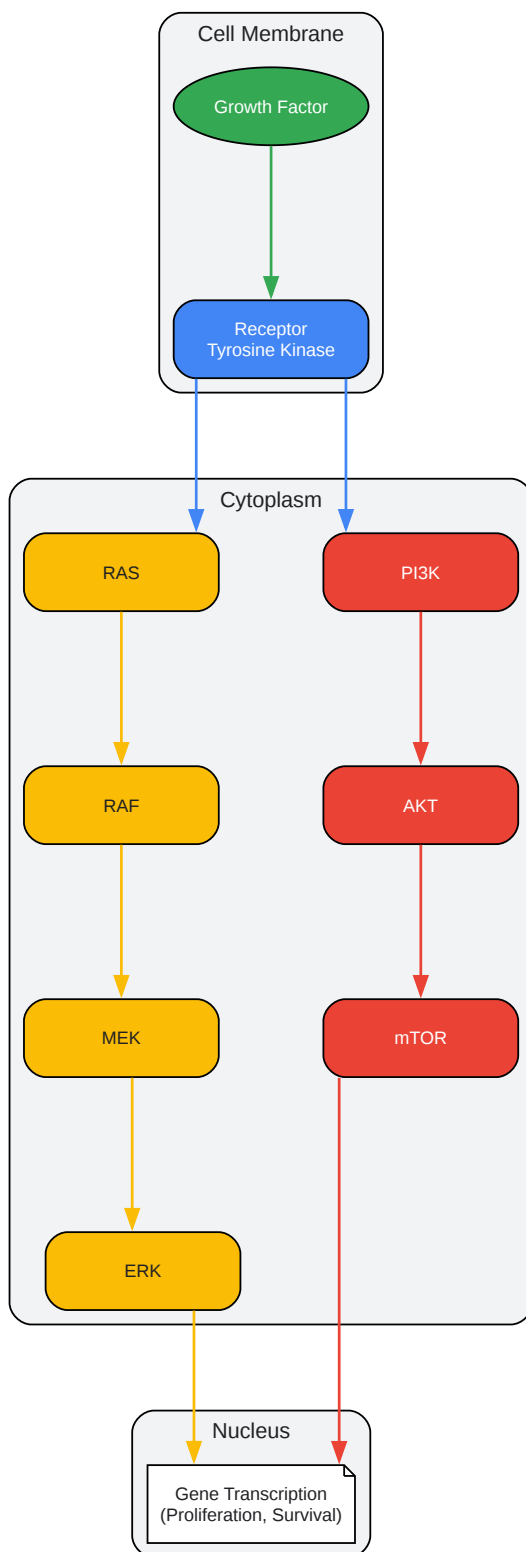 Cell Membrane
Growth Factor
Receptor
Tyrosine Kinase
Cytoplasm
RAS
PI3K
RAF
AKT
MEK
mTOR
ERK
Nucleus
Gene Transcription
(Proliferation, Survival)